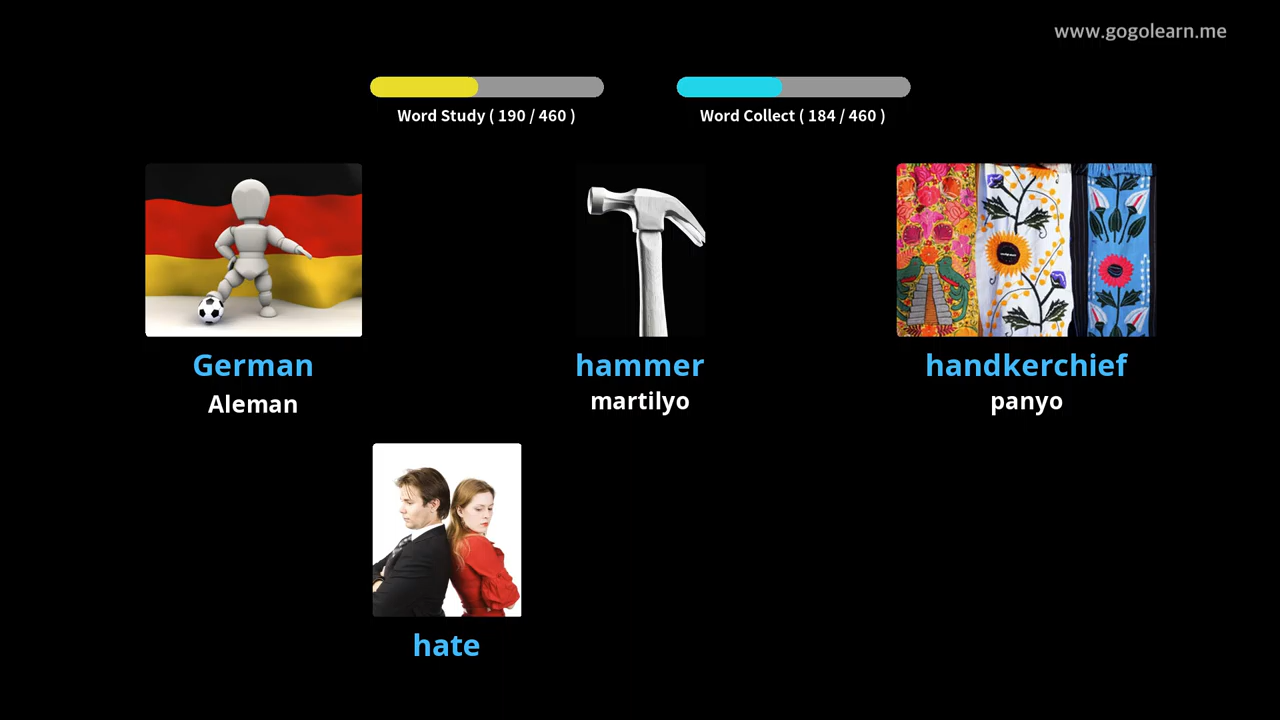 www.gogolearn.me
Word Study ( 190 / 460 )
Word Collect ( 184 / 460 )
German
Aleman
hammer
martilyo
handkerchief
panyo
hate